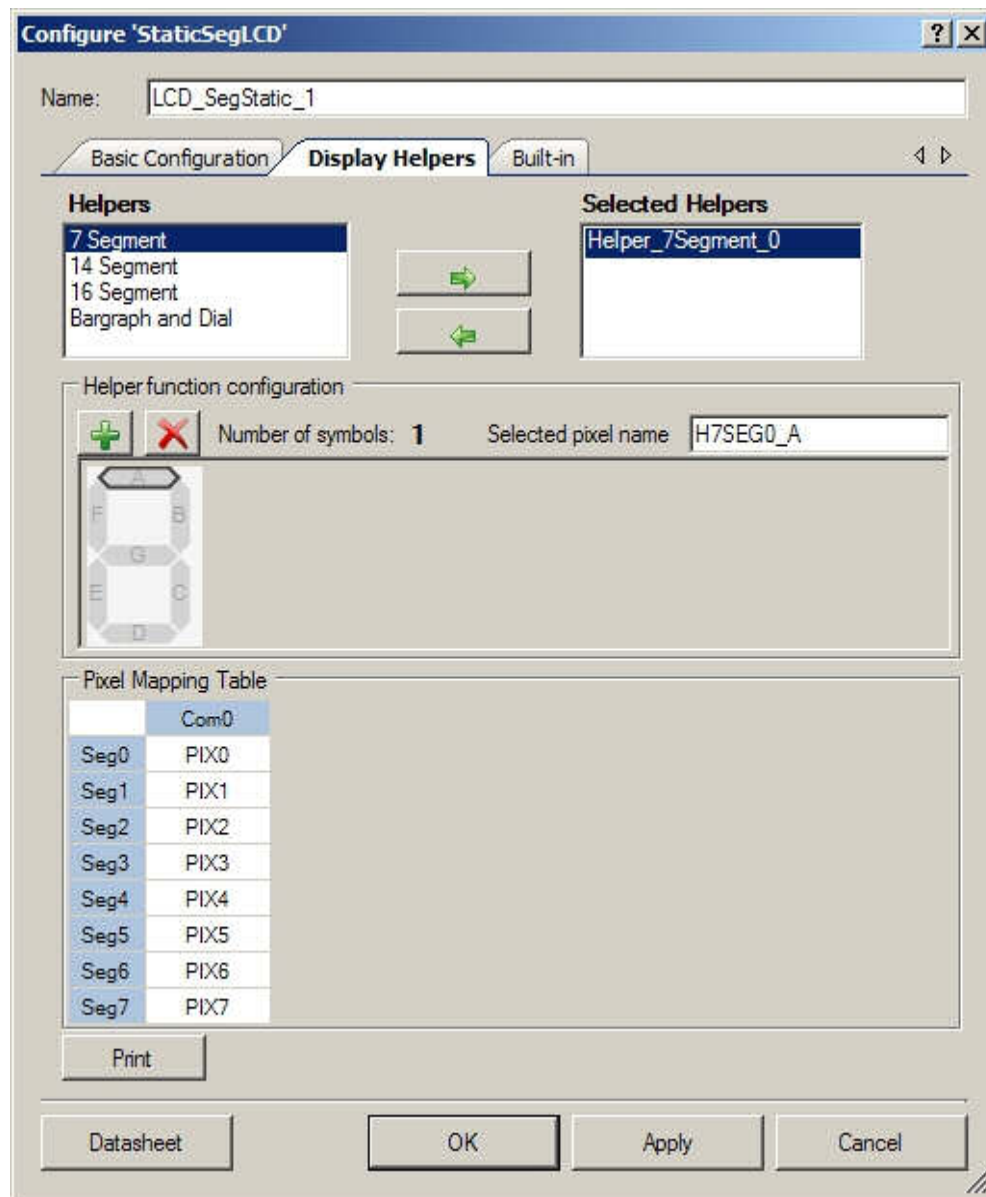 Configure 'StaticSegLCD'
Name: LCD_SegStatic_1
Basic Configuration Display Helpers Built-in
Helpers Selected Helpers
7 Segment Helper_7Segment_0
14 Segment
16 Segment
Bargraph and Dial
Helper function configuration
Number of symbols: 1 Selected pixel name H7SEG0_A
A
F B
G
E C
D
Pixel Mapping Table
Com0
Seg0 PIX0
Seg1 PIX1
Seg2 PIX2
Seg3 PIX3
Seg4 PIX4
Seg5 PIX5
Seg6 PIX6
Seg7 PIX7
Print
Datasheet OK Apply Cancel